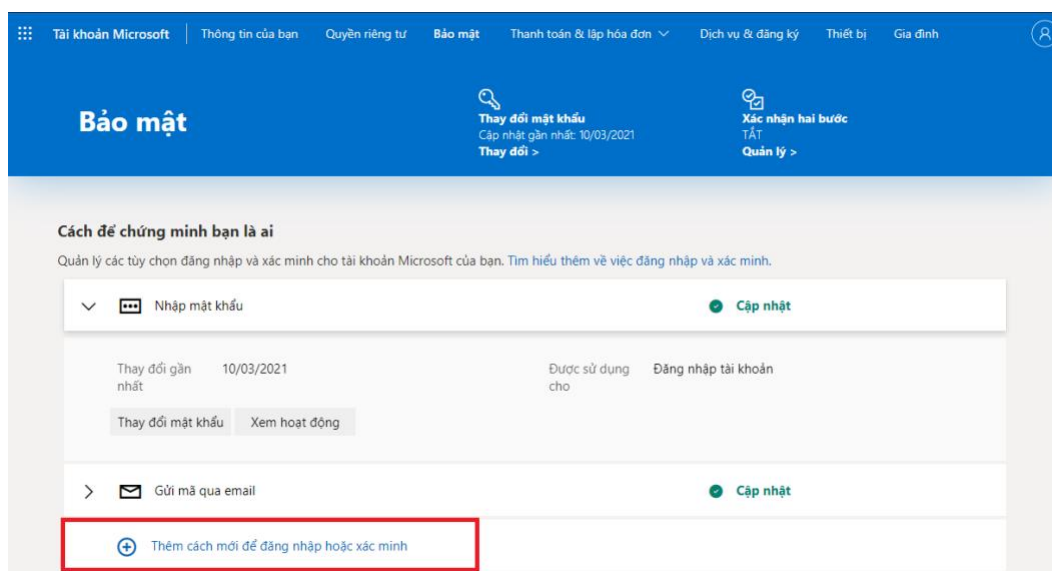 Tài khoản Microsoft Thông tin của bạn Quyền riêng tư Bảo mật Thanh toán & lập hóa đơn Dịch vụ & đăng ký Thiết bị Gia đình
Bảo mật
Thay đổi mật khẩu
Cập nhật gần nhất: 10/03/2021
Thay đổi >
Xác nhận hai bước
TẮT
Quản lý >
Cách để chứng minh bạn là ai
Quản lý các tùy chọn đăng nhập và xác minh cho tài khoản Microsoft của bạn. Tìm hiểu thêm về việc đăng nhập và xác minh.
Nhập mật khẩu Cập nhật
Thay đổi gần nhất 10/03/2021 Được sử dụng cho Đăng nhập tài khoản
Thay đổi mật khẩu Xem hoạt động
Gửi mã qua email Cập nhật
Thêm cách mới để đăng nhập hoặc xác minh